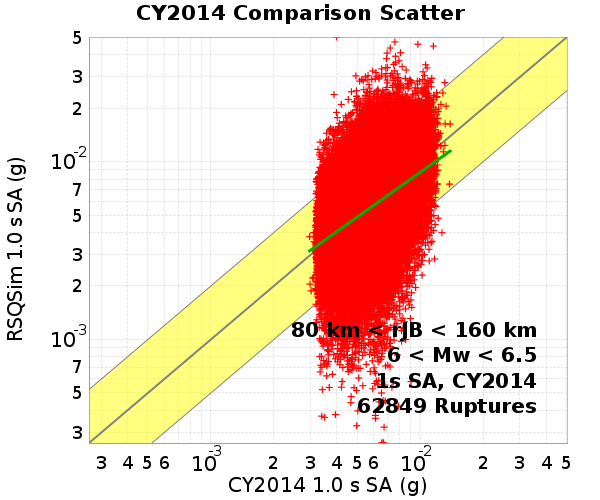 CY2014 Comparison Scatter
RSQSim 1.0 s SA (g)
5
3
2
10-2
7
5
3
2
10-3
7
5
3
80 km < rJB < 160 km
6 < Mw < 6.5
1s SA, CY2014
62849 Ruptures
3 4 5 6 10-3 2 3 4 5 6 10-2 2 3 4 5
CY2014 1.0 s SA (g)